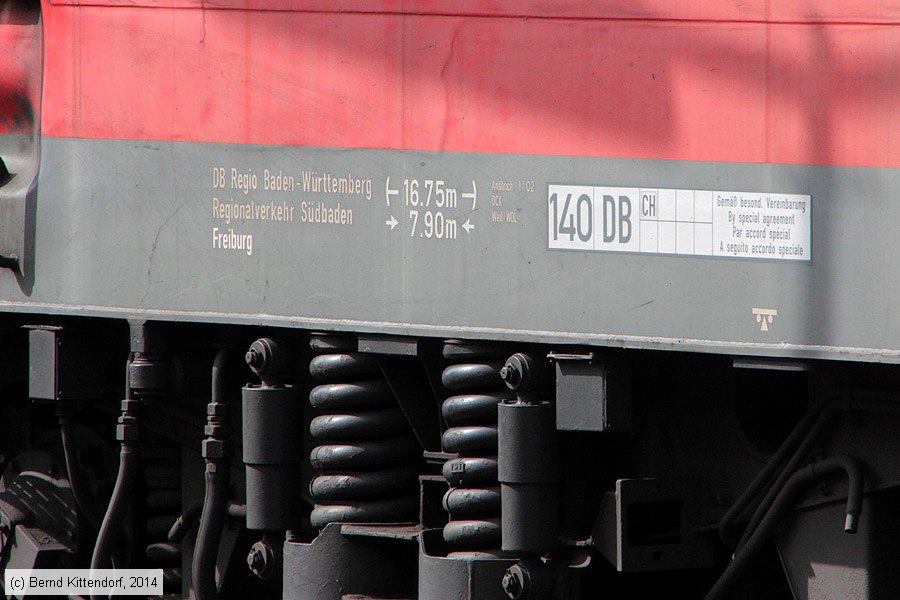 DB Regio Baden-Württemberg
Regionalverkehr Südbaden
Freiburg
16.75m
7.90m
Anstrich 11 02
DCX
Weil/WDL
140 DB
CH
Gemäß besond. Vereinbarung
By special agreement
Par accord spécial
A seguito accordo speciale
(c) Bernd Kittendorf, 2014